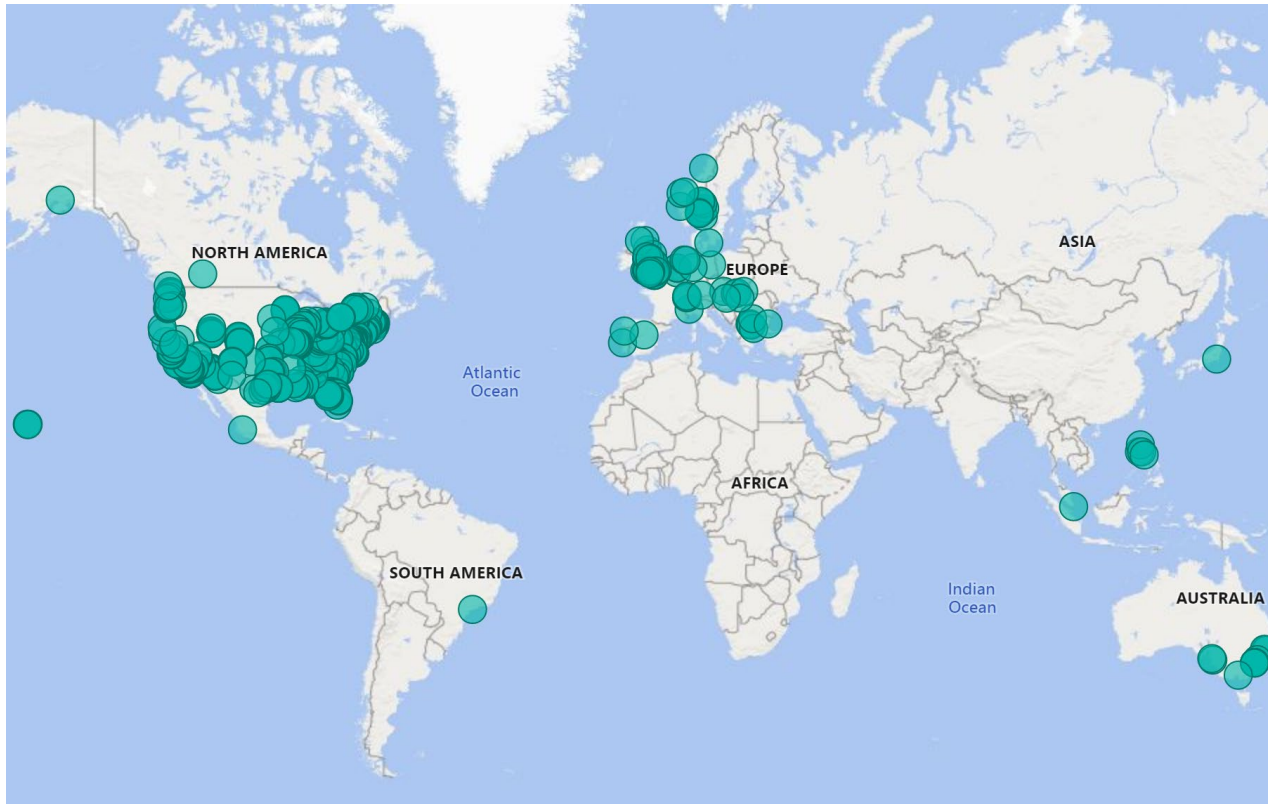 NORTH AMERICA
ASIA
EUROPE
Atlantic
Ocean
AFRICA
SOUTH AMERICA
Indian
Ocean
AUSTRALIA